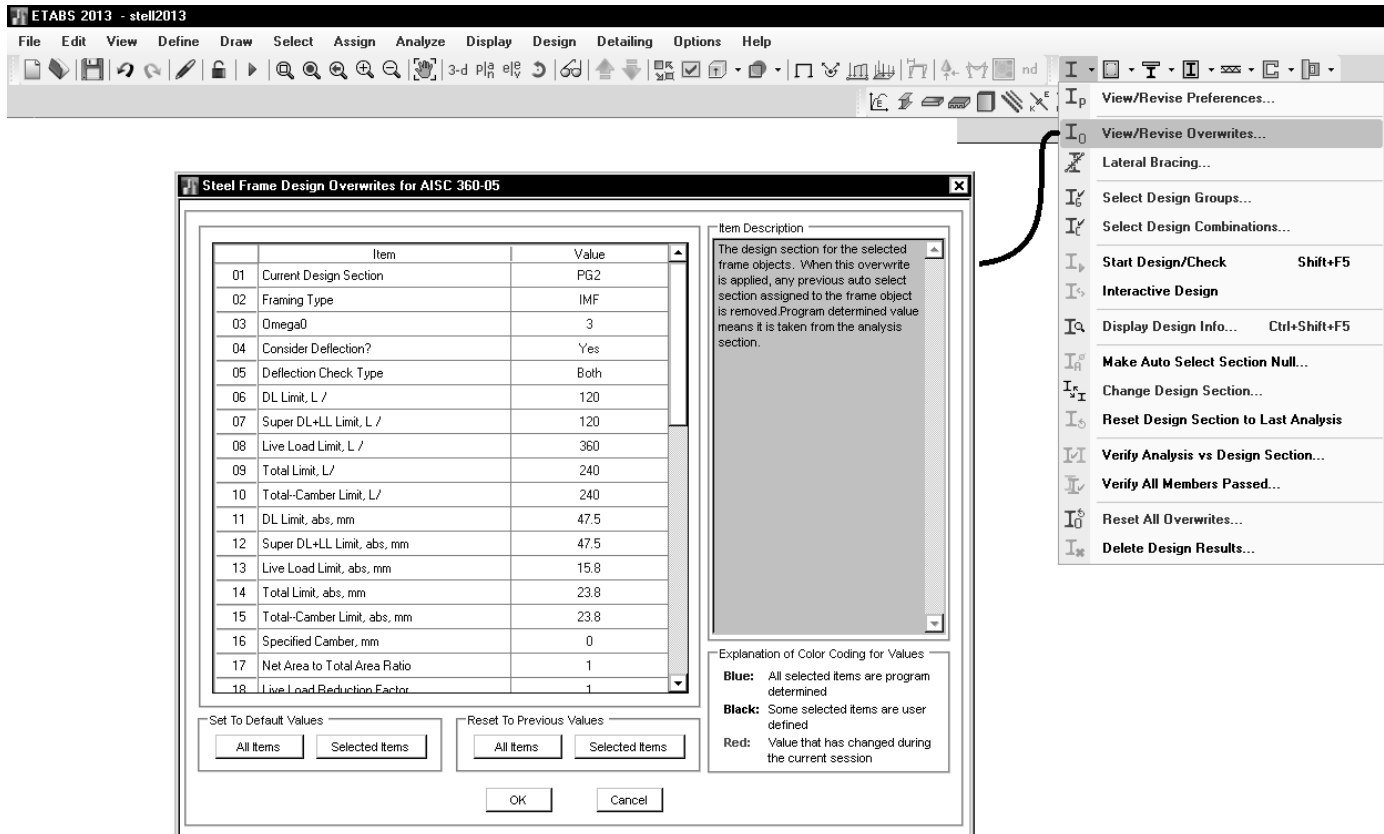 ETABS 2013 - stell2013
File Edit View Define Draw Select Assign Analyze Display Design Detailing Options Help
3-d nd
View/Revise Preferences...
View/Revise Overwrites...
Lateral Bracing...
Select Design Groups...
Select Design Combinations...
Start Design/Check Shift+F5
Interactive Design
Display Design Info... Ctrl+Shift+F5
Make Auto Select Section Null...
Change Design Section...
Reset Design Section to Last Analysis
Verify Analysis vs Design Section...
Verify All Members Passed...
Reset All Overwrites...
Delete Design Results...
Steel Frame Design Overwrites for AISC 360-05
Item Value
01 Current Design Section PG2
02 Framing Type IMF
03 Omega0 3
04 Consider Deflection? Yes
05 Deflection Check Type Both
06 DL Limit, L / 120
07 Super DL+LL Limit, L / 120
08 Live Load Limit, L / 360
09 Total Limit, L/ 240
10 Total--Camber Limit, L/ 240
11 DL Limit, abs, mm 47.5
12 Super DL+LL Limit, abs, mm 47.5
13 Live Load Limit, abs, mm 15.8
14 Total Limit, abs, mm 23.8
15 Total--Camber Limit, abs, mm 23.8
16 Specified Camber, mm 0
17 Net Area to Total Area Ratio 1
18 Live Load Reduction Factor 1
Item Description
The design section for the selected
frame objects. When this overwrite
is applied, any previous auto select
section assigned to the frame object
is removed.Program determined value
means it is taken from the analysis
section.
Explanation of Color Coding for Values
Blue: All selected items are program
determined
Black: Some selected items are user
defined
Red: Value that has changed during
the current session
Set To Default Values
All Items Selected Items
Reset To Previous Values
All Items Selected Items
OK Cancel